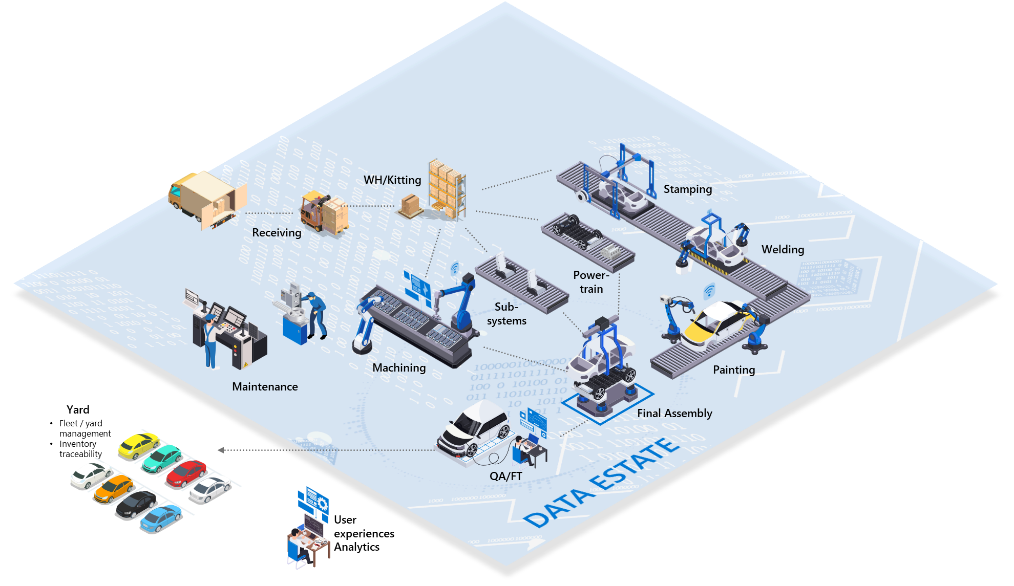 WH/Kitting
Stamping
Receiving
Welding
Power-
train
Sub-
systems
Machining
Painting
Maintenance
Final Assembly
Yard
• Fleet / yard
management
• Inventory
traceability
QA/FT
DATA ESTATE
User
experiences
Analytics